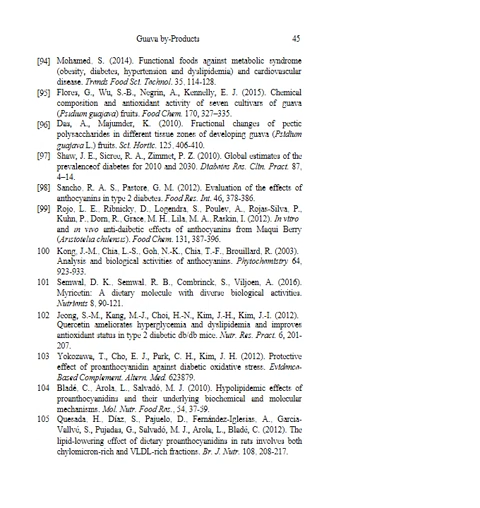 Guava by-Products 45
[94] Mohamed, S. (2014). Functional foods against metabolic syndrome
(obesity, diabetes, hypertension and dyslipidemia) and cardiovascular
disease. Trends Food Sci. Technol. 35, 114-128.
[95] Flores, G., Wu, S.-B., Negrin, A., Kennelly, E. J. (2015). Chemical
composition and antioxidant activity of seven cultivars of guava
(Psidium guajava) fruits. Food Chem. 170, 327–335.
[96] Das, A., Majumder, K. (2010). Fractional changes of pectic
polysaccharides in different tissue zones of developing guava (Psidium
guajava L.) fruits. Sci. Hortic. 125, 406-410.
[97] Shaw, J. E., Sicree, R. A., Zimmet, P. Z. (2010). Global estimates of the
prevalenceof diabetes for 2010 and 2030. Diabetes Res. Clin. Pract. 87,
4–14.
[98] Sancho, R. A. S., Pastore, G. M. (2012). Evaluation of the effects of
anthocyanins in type 2 diabetes. Food Res. Int. 46, 378-386.
[99] Rojo, L. E., Ribnicky, D., Logendra, S., Poulev, A., Rojas-Silva, P.,
Kuhn, P., Dorn, R., Grace, M. H., Lila, M. A., Raskin, I. (2012). In vitro
and in vivo anti-daibetic effects of anthocyanins from Maqui Berry
(Aristotelia chilensis). Food Chem. 131, 387-396.
100 Kong, J.-M., Chia, L.-S., Goh, N.-K., Chia, T.-F., Brouillard, R. (2003).
Analysis and biological activities of anthocyanins. Phytochemistry 64,
923-933.
101 Semwal, D. K., Semwal, R. B., Combrinck, S., Viljoen, A. (2016).
Myricetin: A dietary molecule with diverse biological activities.
Nutrients 8, 90-121.
102 Jeong, S.-M., Kang, M.-J., Choi, H.-N., Kim, J.-H., Kim, J.-I. (2012).
Quercetin ameliorates hyperglycemia and dyslipidemia and improves
antioxidant status in type 2 diabetic db/db mice. Nutr. Res. Pract. 6, 201-
207.
103 Yokozawa, T., Cho, E. J., Park, C. H., Kim, J. H. (2012). Protective
effect of proanthocyanidin against diabetic oxidative stress. Evidence-
Based Complement. Altern. Med. 623879.
104 Bladé, C., Arola, L., Salvadó, M. J. (2010). Hypolipidemic effects of
proanthocyanidins and their underlying biochemical and molecular
mechanisms. Mol. Nutr. Food Res., 54, 37-59.
105 Quesada, H., Díaz, S., Pajuelo, D., Fernández-Iglesias, A., Garcia-
Vallvé, S., Pujadas, G., Salvadó, M. J., Arola, L., Bladé, C. (2012). The
lipid-lowering effect of dietary proanthocyanidins in rats involves both
chylomicron-rich and VLDL-rich fractions. Br. J. Nutr. 108, 208-217.